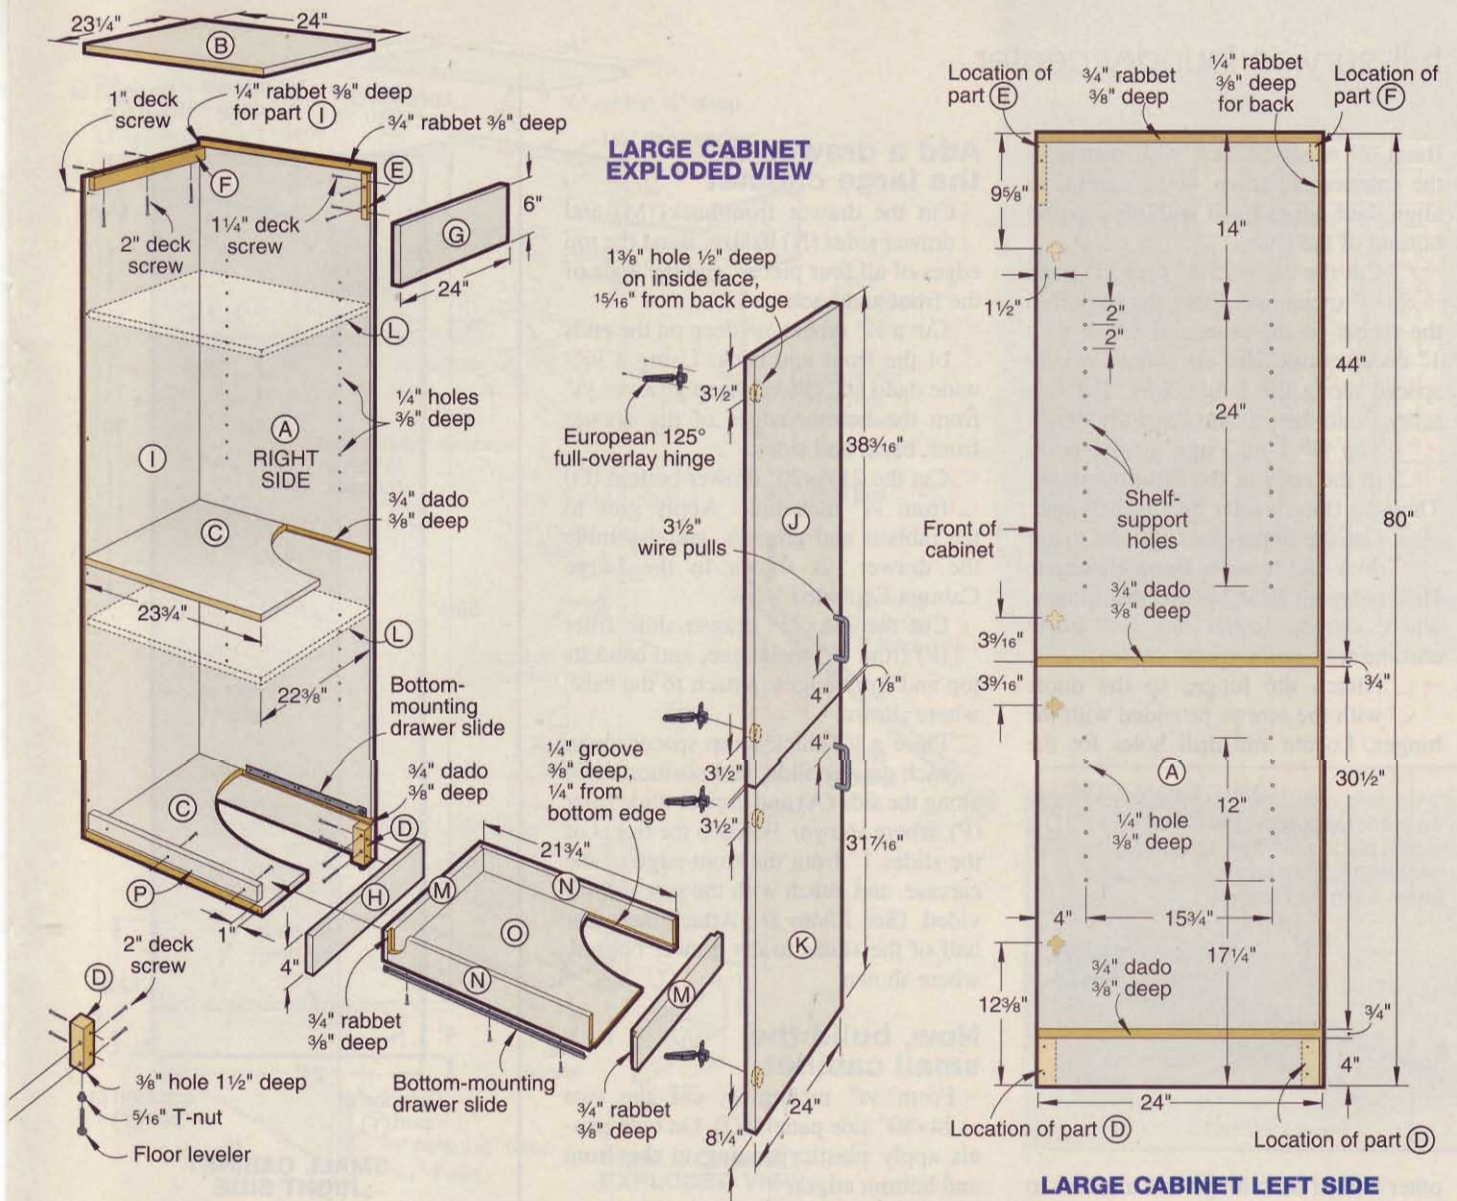 23¼"
24"
B
1" deck
screw
¼" rabbet ⅜" deep
for part I
¾" rabbet ⅜" deep
F
E
2" deck
screw
1¼" deck
screw
G
6"
24"
L
¼" holes
⅜" deep
I
A
RIGHT
SIDE
C
¾" dado
⅜" deep
23¾"
L
22⅜"
Bottom-
mounting
drawer slide
C
¾" dado
⅜" deep
D
P
1"
H
4"
2" deck
screw
D
⅜" hole 1½" deep
5⁄16" T-nut
Floor leveler
LARGE CABINET
EXPLODED VIEW
1⅜" hole ½" deep
on inside face,
15⁄16" from back edge
3½"
European 125°
full-overlay hinge
38 3⁄16"
J
3½"
wire pulls
4"
⅛"
¼" groove
⅜" deep,
¼" from
bottom edge
3½"
4"
3½"
31 7⁄16"
21¾"
M
N
O
N
M
K
¾" rabbet
⅜" deep
Bottom-mounting
drawer slide
¾" rabbet
⅜" deep
24"
8¼"
Location of
part E
¾" rabbet
⅜" deep
¼" rabbet
⅜" deep
for back
Location of
part F
9⅝"
14"
1½"
2"
2"
44"
24"
Shelf-
support
holes
80"
Front of
cabinet
¾" dado
⅜" deep
3 9⁄16"
3 9⁄16"
¾"
A
12"
30½"
¼" hole
⅜" deep
4"
15¾"
17¼"
12⅜"
¾" dado
⅜" deep
¾"
4"
24"
Location of part D
Location of part D
LARGE CABINET LEFT SIDE